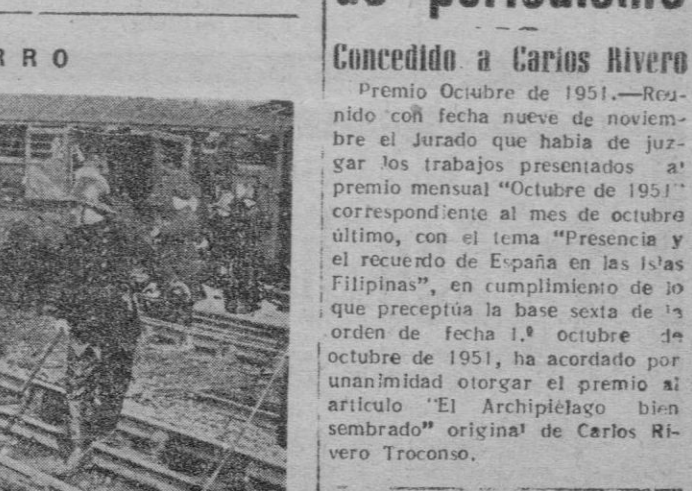 R R O
de periodismo
Concedido a Carlos Rivero
Premio Octubre de 1951.—Reu-
nido con fecha nueve de noviem-
bre el Jurado que habia de juz-
gar los trabajos presentados al
premio mensual "Octubre de 1951"
correspondiente al mes de octubre
último, con el tema "Presencia y
el recuerdo de España en las Islas
Filipinas", en cumplimiento de lo
que preceptúa la base sexta de la
orden de fecha 1.º octubre de
octubre de 1951, ha acordado por
unanimidad otorgar el premio al
artículo "El Archipiélago bien
sembrado" original de Carlos Ri-
vero Troconso.